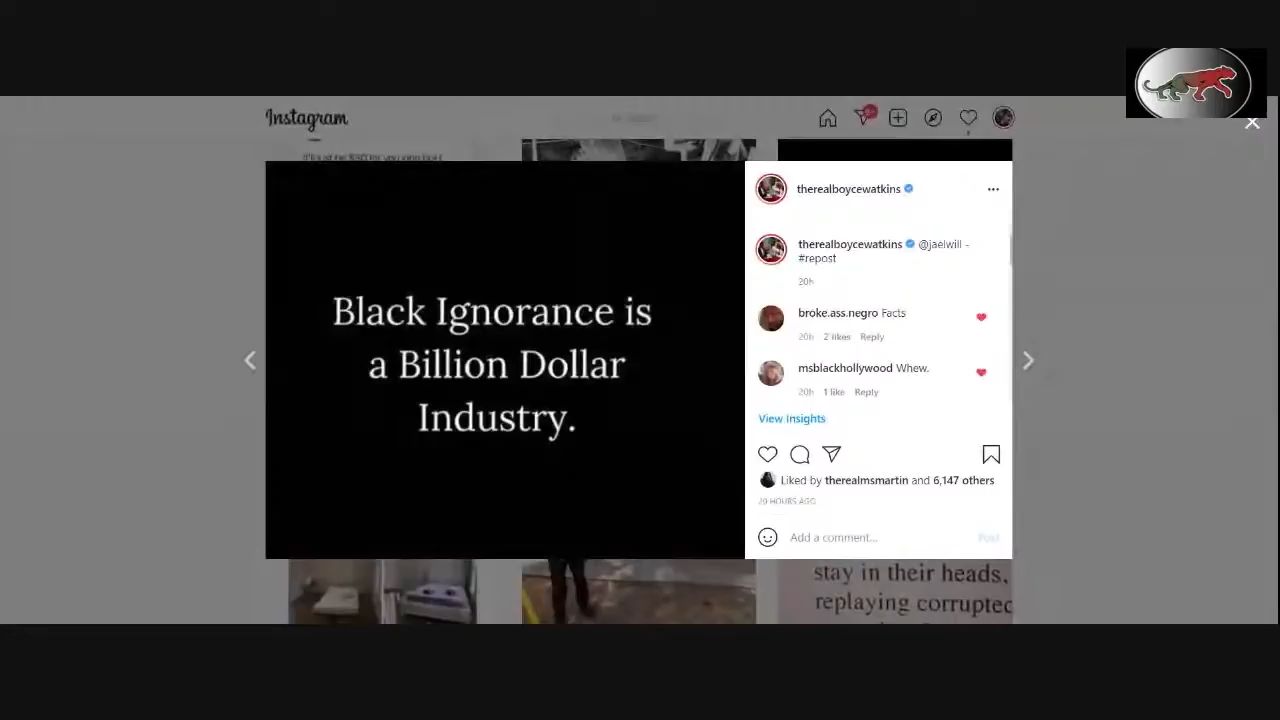 Instagram
Black Ignorance is
a Billion Dollar
Industry.
therealboycewatkins
therealboycewatkins @jaelwill -
#repost
20h
broke.ass.negro Facts
20h 2 likes Reply
msblackhollywood Whew.
20h 1 like Reply
View Insights
Liked by therealmsmartin and 6,147 others
20 HOURS AGO
Add a comment...
Post
stay in their heads,
replaying corrupted